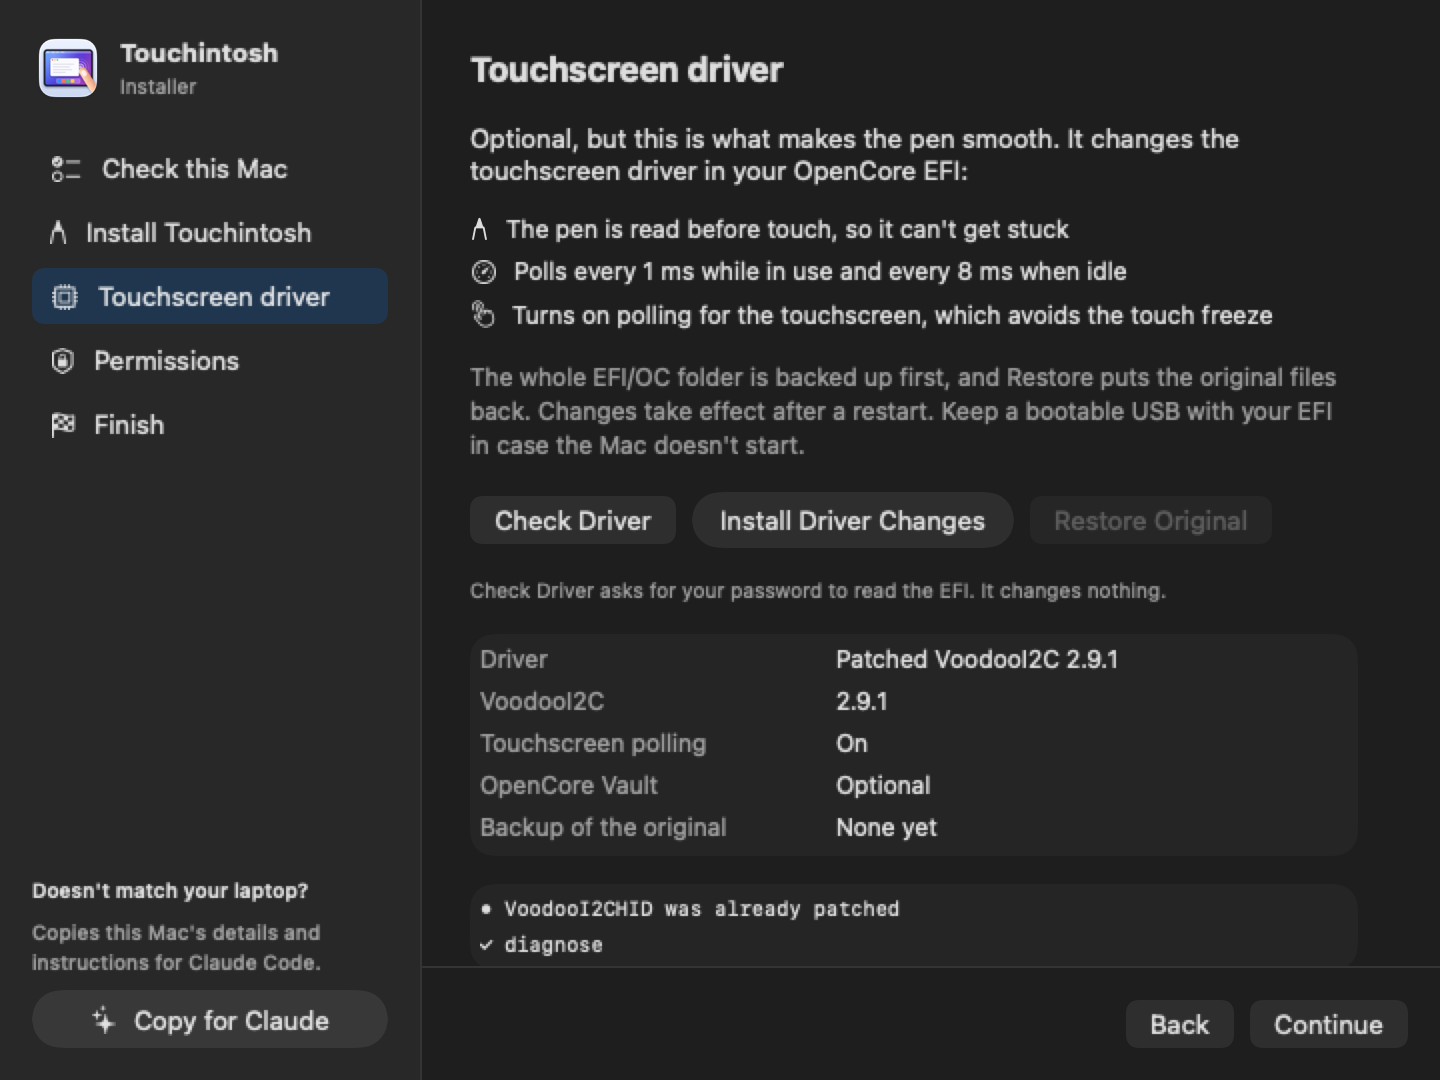 Touchintosh
Installer
Check this Mac
Install Touchintosh
Touchscreen driver
Permissions
Finish
Doesn't match your laptop?
Copies this Mac's details and
instructions for Claude Code.
Copy for Claude
Touchscreen driver
Optional, but this is what makes the pen smooth. It changes the
touchscreen driver in your OpenCore EFI:
The pen is read before touch, so it can't get stuck
Polls every 1 ms while in use and every 8 ms when idle
Turns on polling for the touchscreen, which avoids the touch freeze
The whole EFI/OC folder is backed up first, and Restore puts the original files
back. Changes take effect after a restart. Keep a bootable USB with your EFI
in case the Mac doesn't start.
Check Driver Install Driver Changes Restore Original
Check Driver asks for your password to read the EFI. It changes nothing.
Driver Patched VoodooI2C 2.9.1
VoodooI2C 2.9.1
Touchscreen polling On
OpenCore Vault Optional
Backup of the original None yet
• VoodooI2CHID was already patched
✓ diagnose
Back Continue